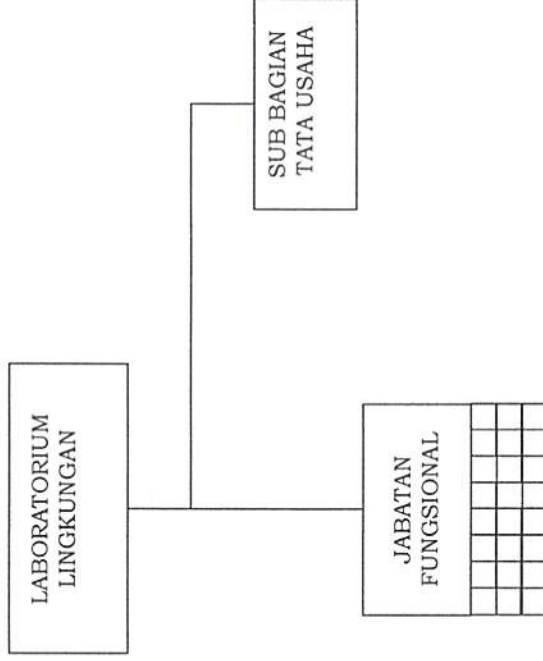 LABORATORIUM
LINGKUNGAN
SUB BAGIAN
TATA USAHA
JABATAN
FUNGSIONAL